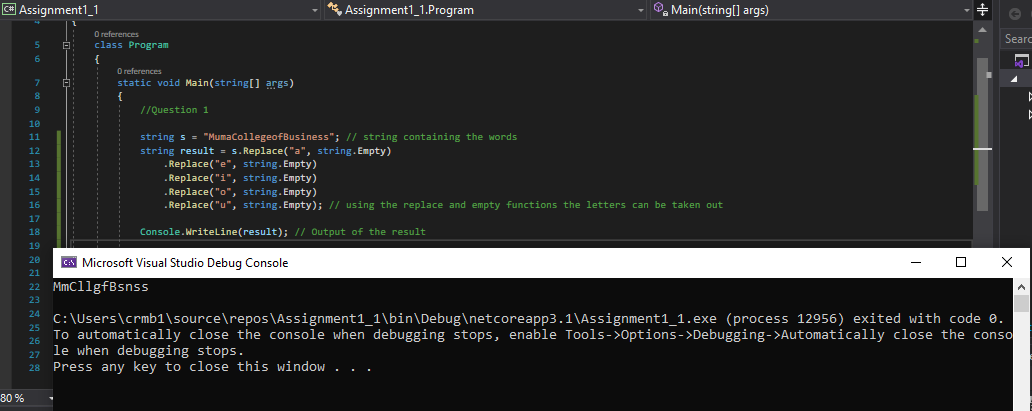 C# Assignment1_1
Assignment1_1.Program
Main(string[] args)
Searc
4 {
0 references
5 class Program
6 {
0 references
7 static void Main(string[] args)
8 {
9 //Question 1
10
11 string s = "MumaCollegeofBusiness"; // string containing the words
12 string result = s.Replace("a", string.Empty)
13 .Replace("e", string.Empty)
14 .Replace("i", string.Empty)
15 .Replace("o", string.Empty)
16 .Replace("u", string.Empty); // using the replace and empty functions the letters can be taken out
17
18 Console.WriteLine(result); // Output of the result
19
20
21
22
23
24
25
26
27
28
80 %
C:\ Microsoft Visual Studio Debug Console
MmCllgfBsnss
C:\Users\crmb1\source\repos\Assignment1_1\bin\Debug\netcoreapp3.1\Assignment1_1.exe (process 12956) exited with code 0.
To automatically close the console when debugging stops, enable Tools->Options->Debugging->Automatically close the conso
le when debugging stops.
Press any key to close this window . . .